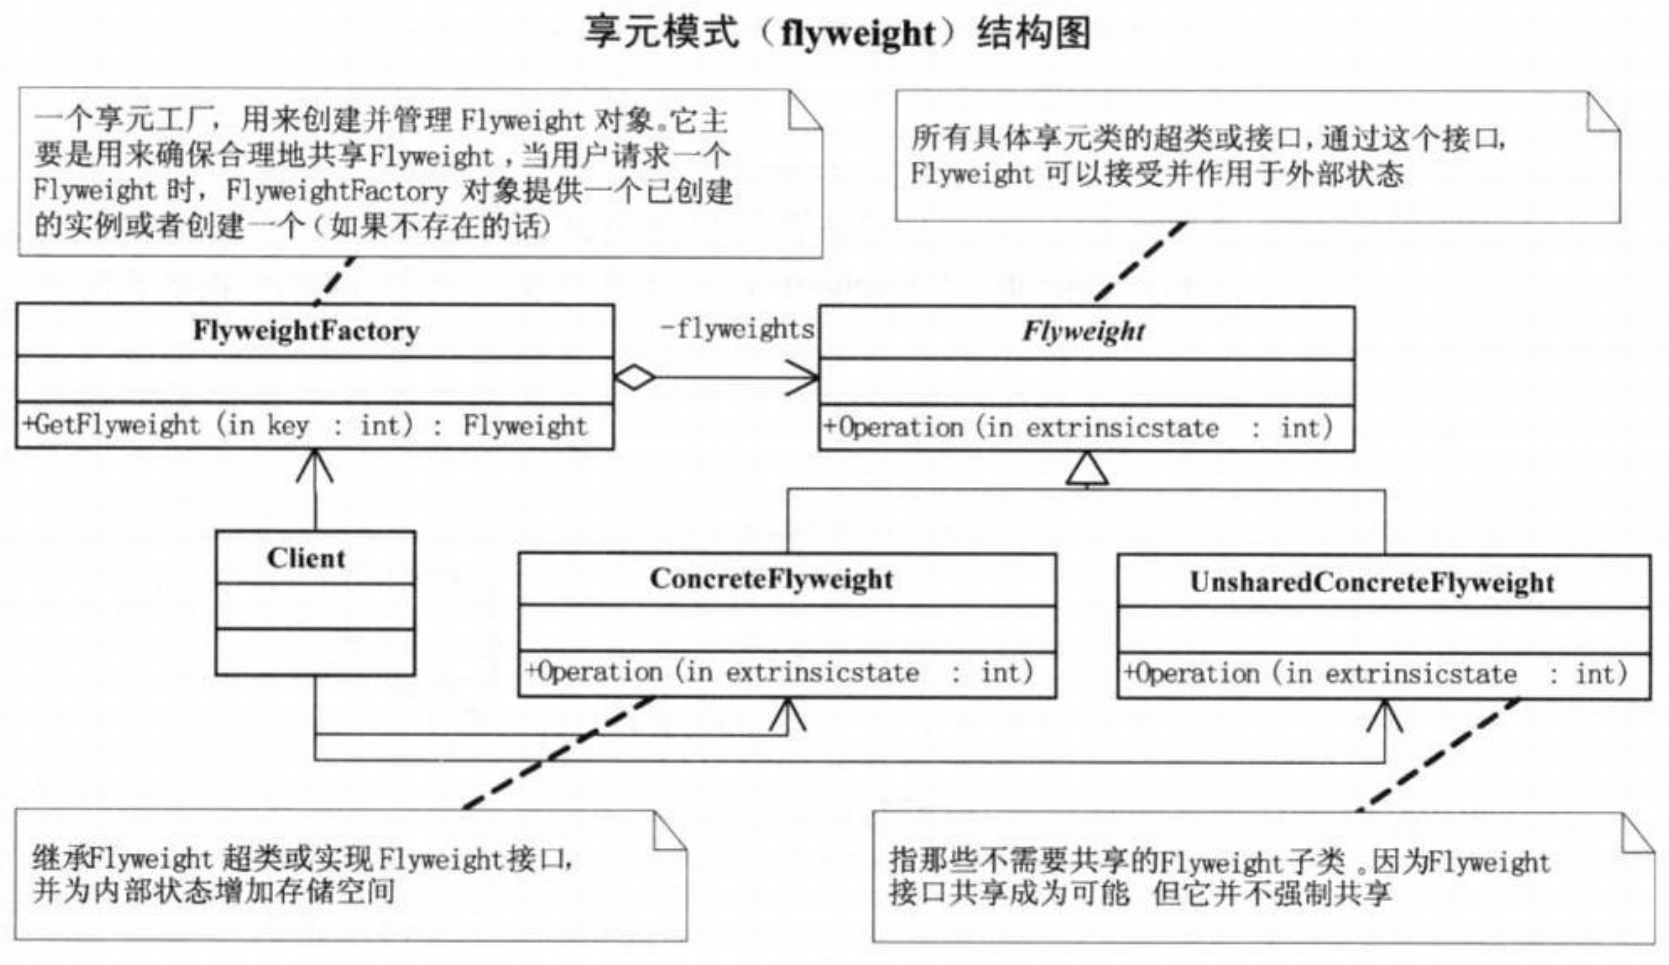 享元模式（flyweight）结构图
一个享元工厂，用来创建并管理 Flyweight 对象。它主
要是用来确保合理地共享Flyweight，当用户请求一个
Flyweight 时，FlyweightFactory 对象提供一个已创建
的实例或者创建一个（如果不存在的话）
所有具体享元类的超类或接口，通过这个接口，
Flyweight 可以接受并作用于外部状态
FlyweightFactory
+GetFlyweight (in key : int) : Flyweight
-flyweights
Flyweight
+Operation (in extrinsicstate : int)
Client
ConcreteFlyweight
+Operation (in extrinsicstate : int)
UnsharedConcreteFlyweight
+Operation (in extrinsicstate : int)
继承Flyweight 超类或实现 Flyweight接口，
并为内部状态增加存储空间
指那些不需要共享的Flyweight子类。因为Flyweight
接口共享成为可能 但它并不强制共享